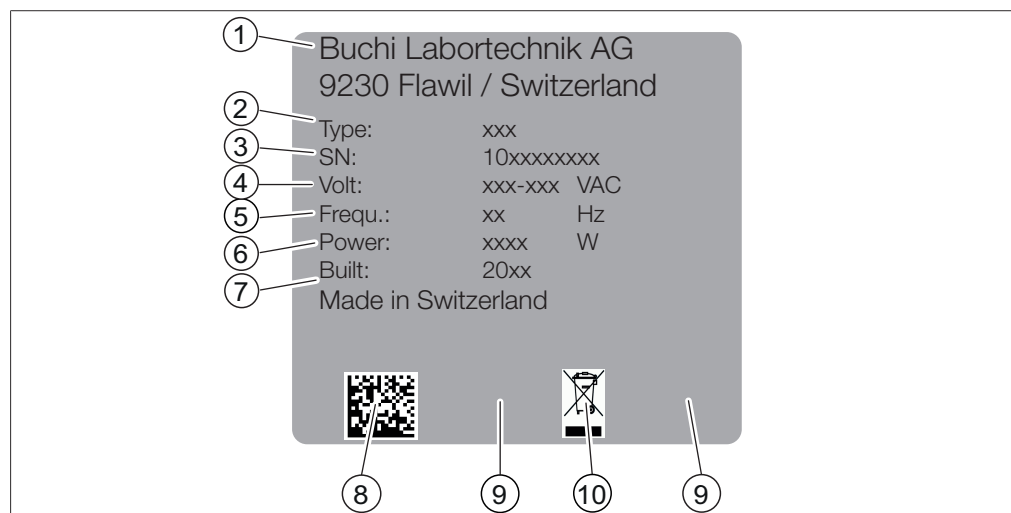 1 Buchi Labortechnik AG
9230 Flawil / Switzerland
2 Type: xxx
3 SN: 10xxxxxxxx
4 Volt: xxx-xxx VAC
5 Frequ.: xx Hz
6 Power: xxxx W
7 Built: 20xx
Made in Switzerland
8 9 10 9